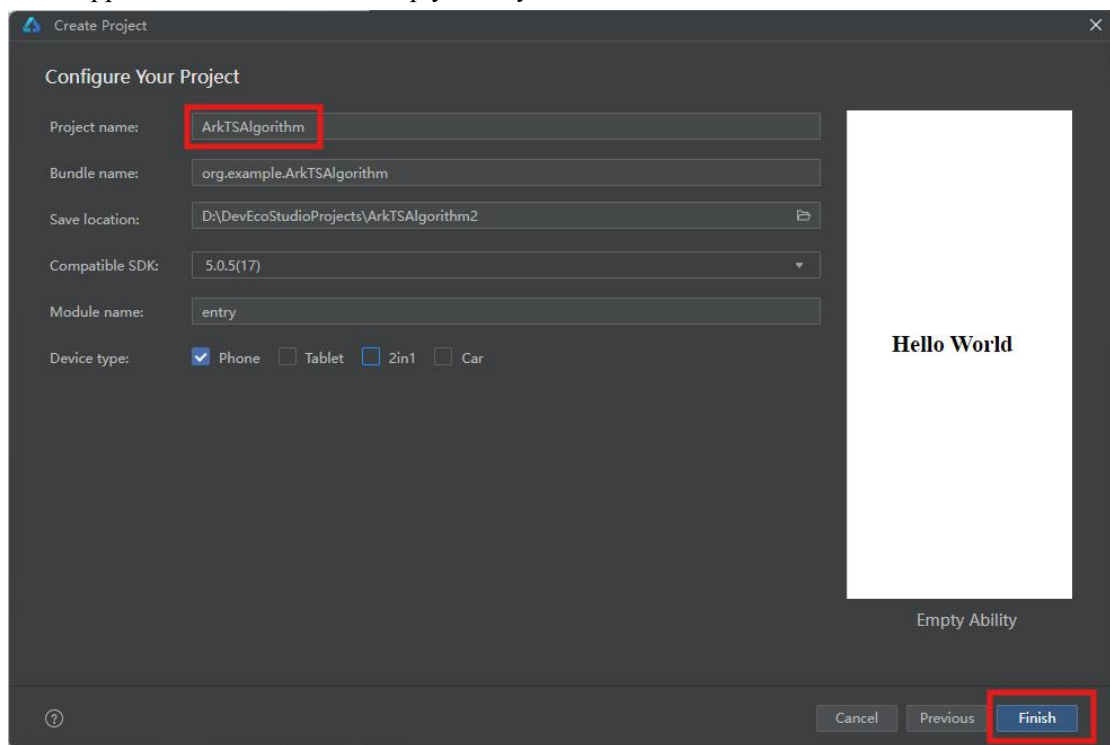 Create Project
Configure Your Project
Project name: ArkTSAlgorithm
Bundle name: org.example.ArkTSAlgorithm
Save location: D:\DevEcoStudioProjects\ArkTSAlgorithm2
Compatible SDK: 5.0.5(17)
Module name: entry
Device type: Phone Tablet 2in1 Car
Hello World
Empty Ability
? Cancel Previous Finish